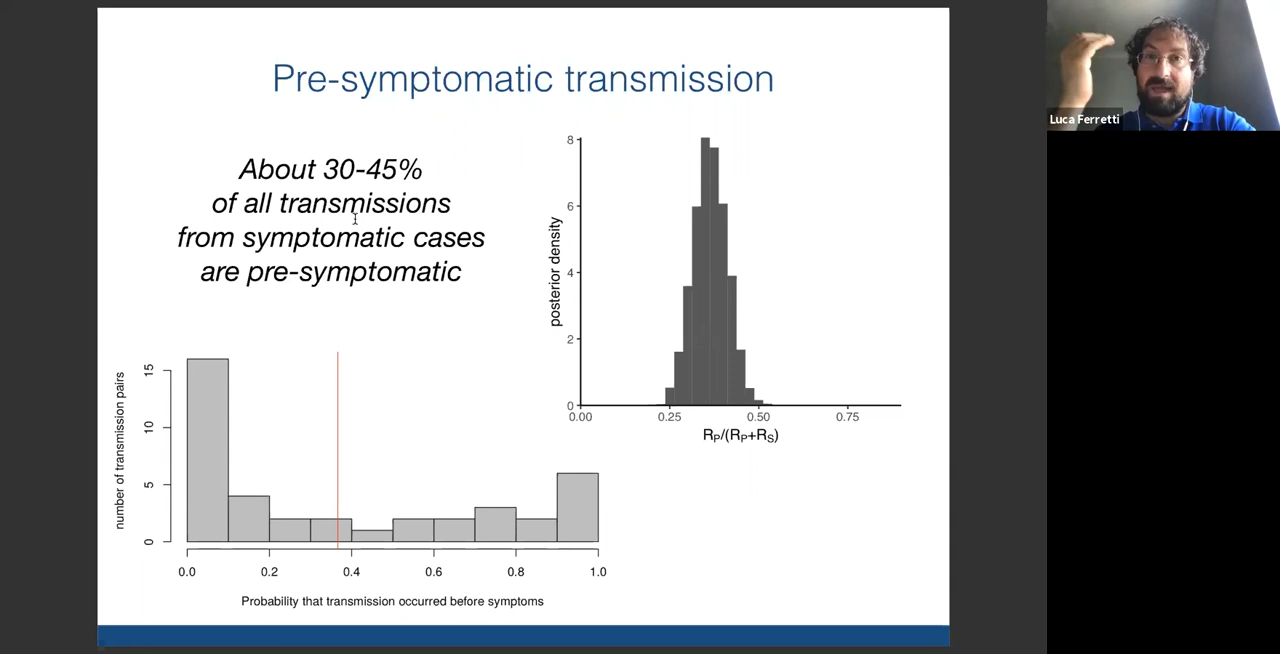 Pre-symptomatic transmission
About 30-45%
of all transmissions
from symptomatic cases
are pre-symptomatic
posterior density
8
6
4
2
0
0.00 0.25 0.50 0.75
RP/(RP+RS)
number of transmission pairs
15
10
5
0
0.0 0.2 0.4 0.6 0.8 1.0
Probability that transmission occurred before symptoms
Luca Ferretti